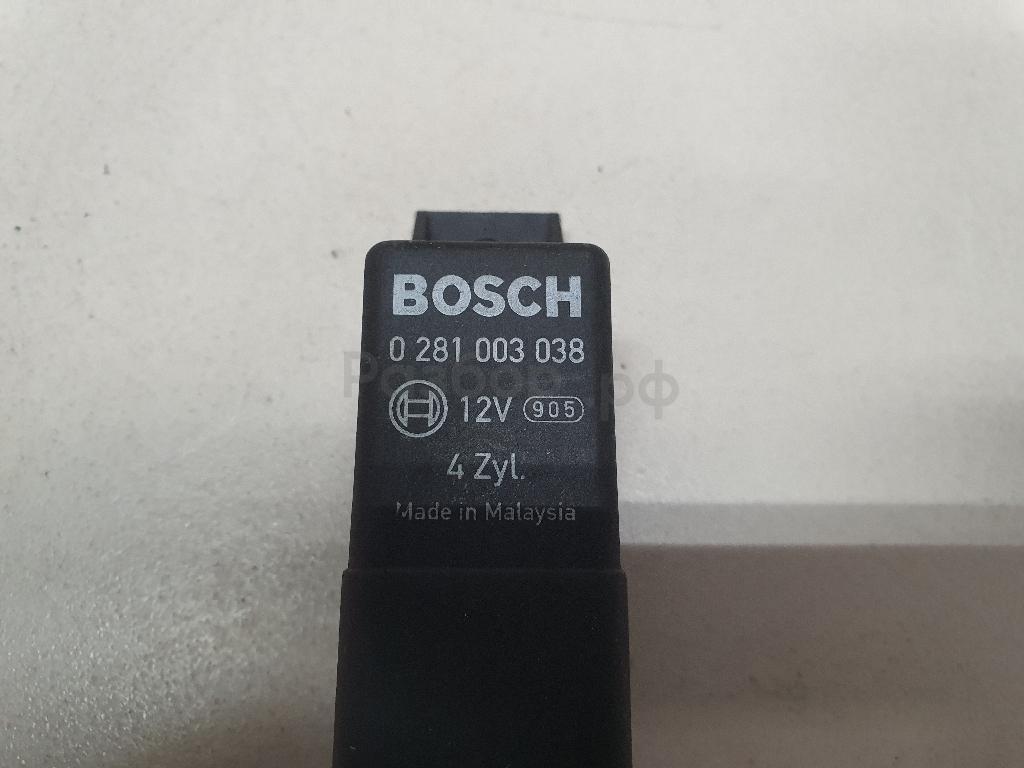 BOSCH
0 281 003 038
12V 905
4 Zyl.
Made in Malaysia